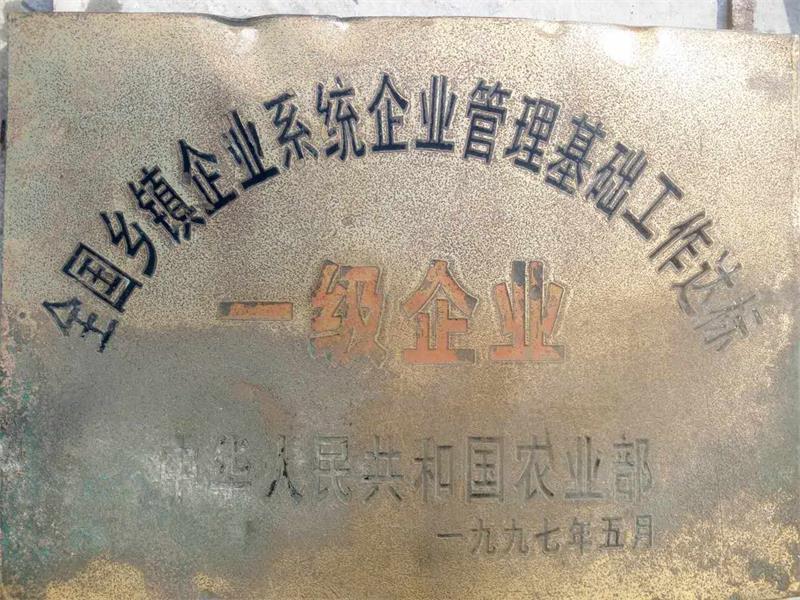 全国乡镇企业系统企业管理基础工作达标
一级企业
中华人民共和国农业部
一九九七年五月